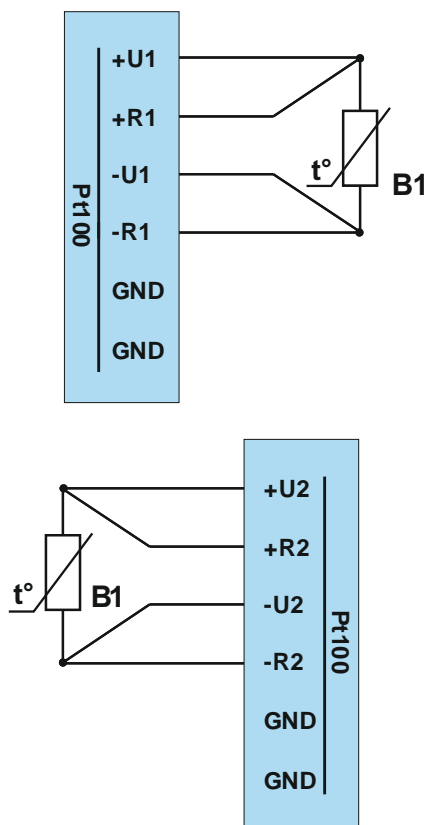 +U1
+R1
-U1
-R1
GND
GND
Pt100
t°
B1
+U2
+R2
-U2
-R2
GND
GND
Pt100
t°
B1